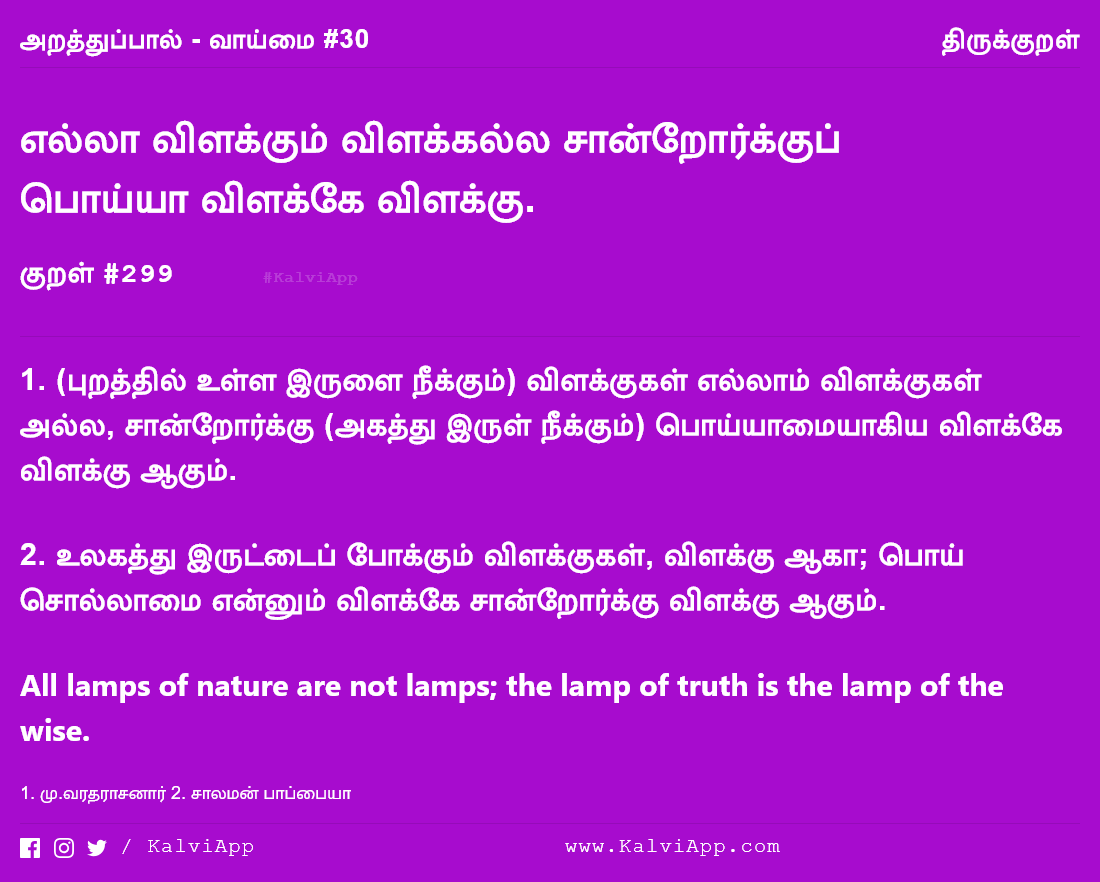 அறத்துப்பால் - வாய்மை #30
திருக்குறள்
எல்லா விளக்கும் விளக்கல்ல சான்றோர்க்குப்
பொய்யா விளக்கே விளக்கு.
குறள் #299
#KalviApp
1. (புறத்தில் உள்ள இருளை நீக்கும்) விளக்குகள் எல்லாம் விளக்குகள்
அல்ல, சான்றோர்க்கு (அகத்து இருள் நீக்கும்) பொய்யாமையாகிய விளக்கே
விளக்கு ஆகும்.
2. உலகத்து இருட்டைப் போக்கும் விளக்குகள், விளக்கு ஆகா; பொய்
சொல்லாமை என்னும் விளக்கே சான்றோர்க்கு விளக்கு ஆகும்.
All lamps of nature are not lamps; the lamp of truth is the lamp of the
wise.
1. மு.வரதராசனார் 2. சாலமன் பாப்பையா
/ KalviApp
www.KalviApp.com